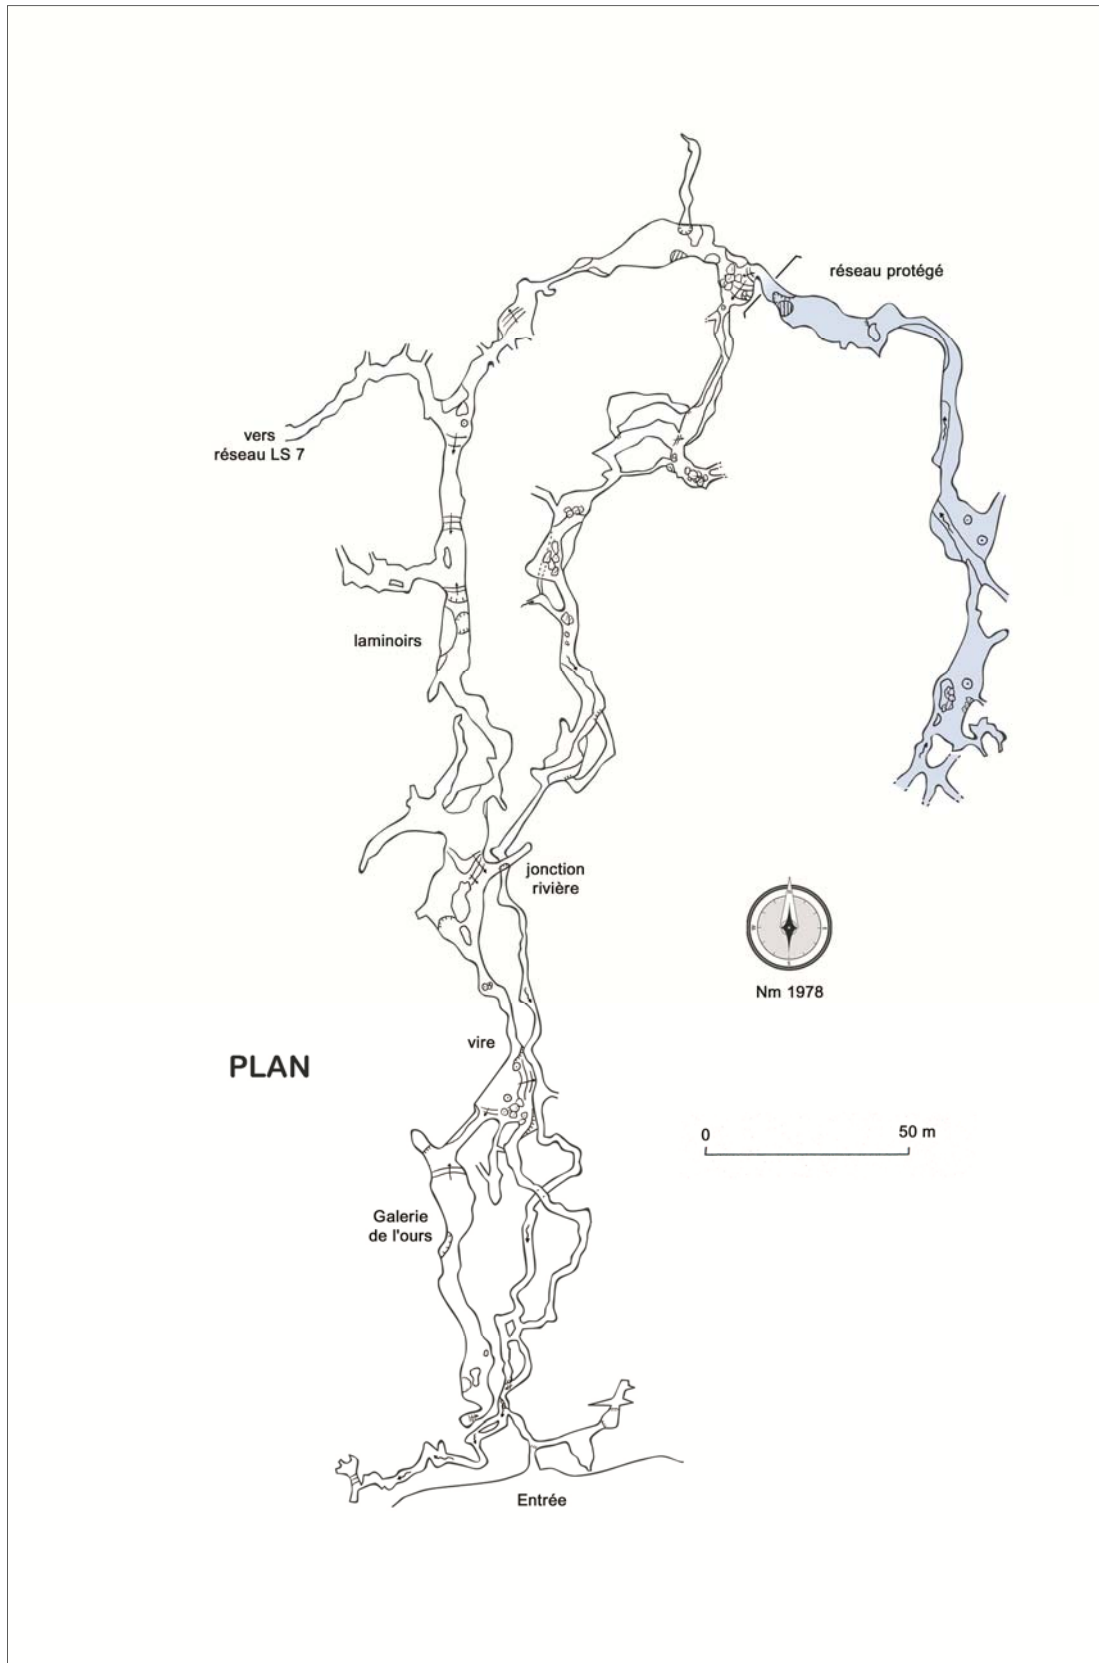 réseau protégé
vers
réseau LS 7
laminoirs
jonction
rivière
Nm 1978
vire
PLAN
0 50 m
Galerie
de l'ours
Entrée